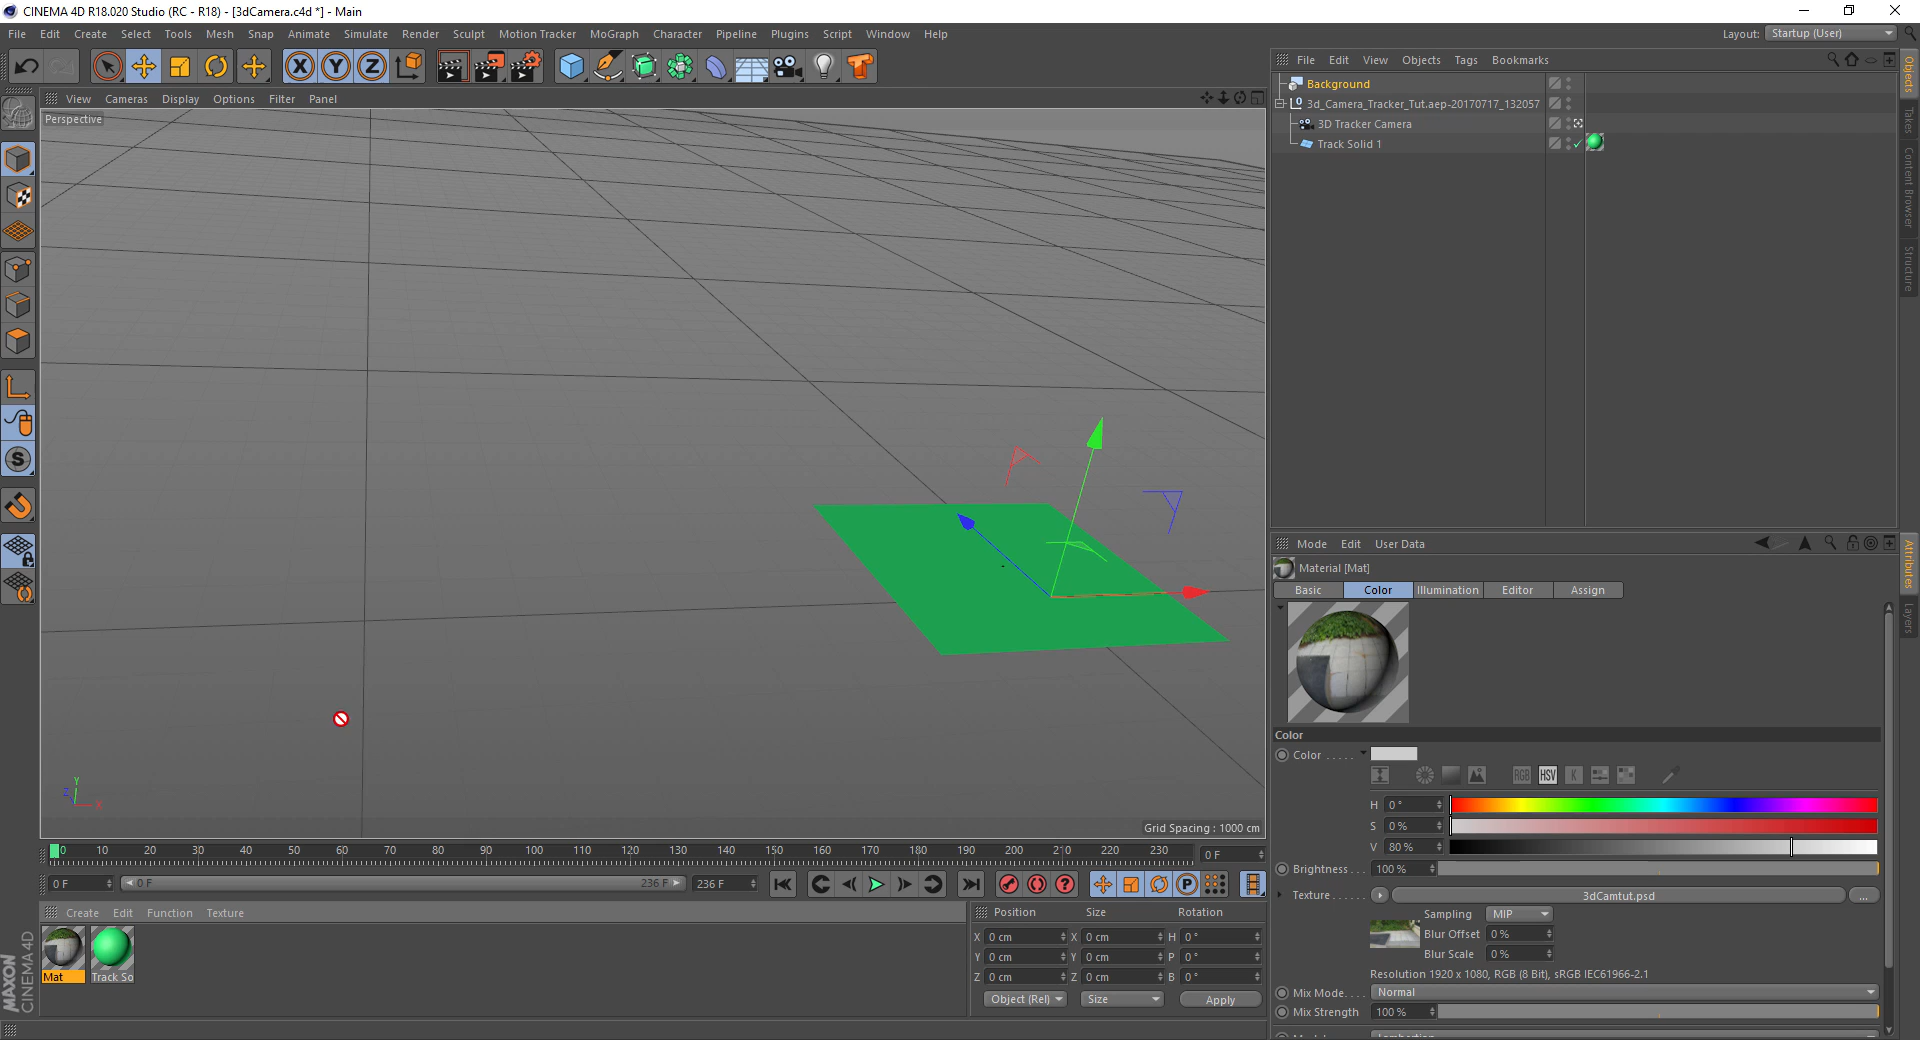 CINEMA 4D R18.020 Studio (RC - R18) - [3dCamera.c4d *] - Main
File Edit Create Select Tools Mesh Snap Animate Simulate Render Sculpt Motion Tracker MoGraph Character Pipeline Plugins Script Window Help
Layout: Startup (User)
X Y Z
View Cameras Display Options Filter Panel
Perspective
Y
Z
X
Grid Spacing : 1000 cm
S
0 10 20 30 40 50 60 70 80 90 100 110 120 130 140 150 160 170 180 190 200 210 220 230
0 F
0 F
0 F
236 F
236 F
P
Create Edit Function Texture
Mat
Track So
MAXON
CINEMA 4D
Position Size Rotation
X 0 cm X 0 cm H 0 °
Y 0 cm Y 0 cm P 0 °
Z 0 cm Z 0 cm B 0 °
Object (Rel) Size Apply
File Edit View Objects Tags Bookmarks
Background
3d_Camera_Tracker_Tut.aep-20170717_132057
3D Tracker Camera
Track Solid 1
Objects
Takes
Content Browser
Structure
Attributes
Layers
Mode Edit User Data
Material [Mat]
Basic Color Illumination Editor Assign
Color
Color . . . . .
RGB HSV K
H 0 °
S 0 %
V 80 %
Brightness . . . 100 %
Texture . . . . . . 3dCamtut.psd ...
Sampling MIP
Blur Offset 0 %
Blur Scale 0 %
Resolution 1920 x 1080, RGB (8 Bit), sRGB IEC61966-2.1
Mix Mode. . . . Normal
Mix Strength 100 %